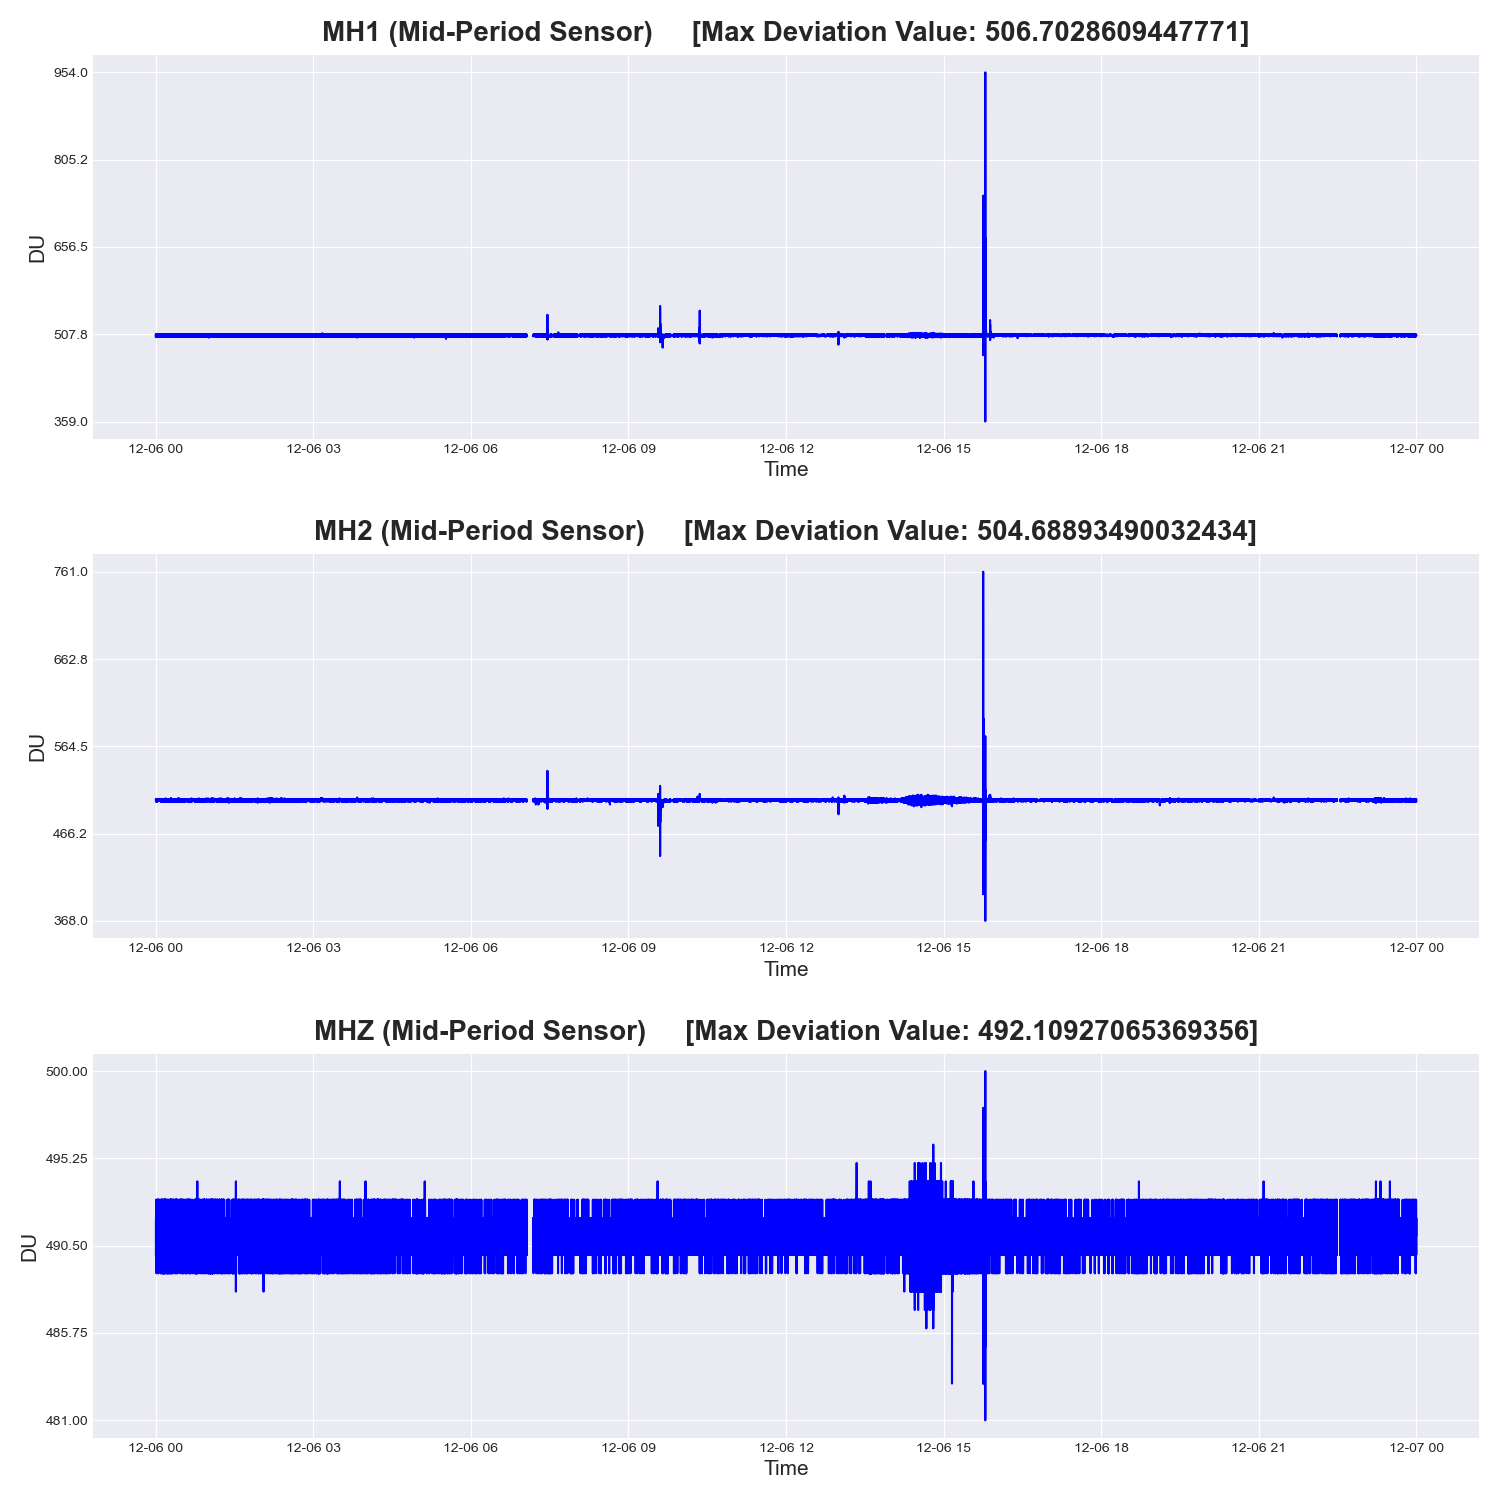 MH1 (Mid-Period Sensor) [Max Deviation Value: 506.7028609447771]
954.0
805.2
656.5
507.8
359.0
DU
12-06 00 12-06 03 12-06 06 12-06 09 12-06 12 12-06 15 12-06 18 12-06 21 12-07 00
Time
MH2 (Mid-Period Sensor) [Max Deviation Value: 504.68893490032434]
761.0
662.8
564.5
466.2
368.0
DU
12-06 00 12-06 03 12-06 06 12-06 09 12-06 12 12-06 15 12-06 18 12-06 21 12-07 00
Time
MHZ (Mid-Period Sensor) [Max Deviation Value: 492.10927065369356]
500.00
495.25
490.50
485.75
481.00
DU
12-06 00 12-06 03 12-06 06 12-06 09 12-06 12 12-06 15 12-06 18 12-06 21 12-07 00
Time